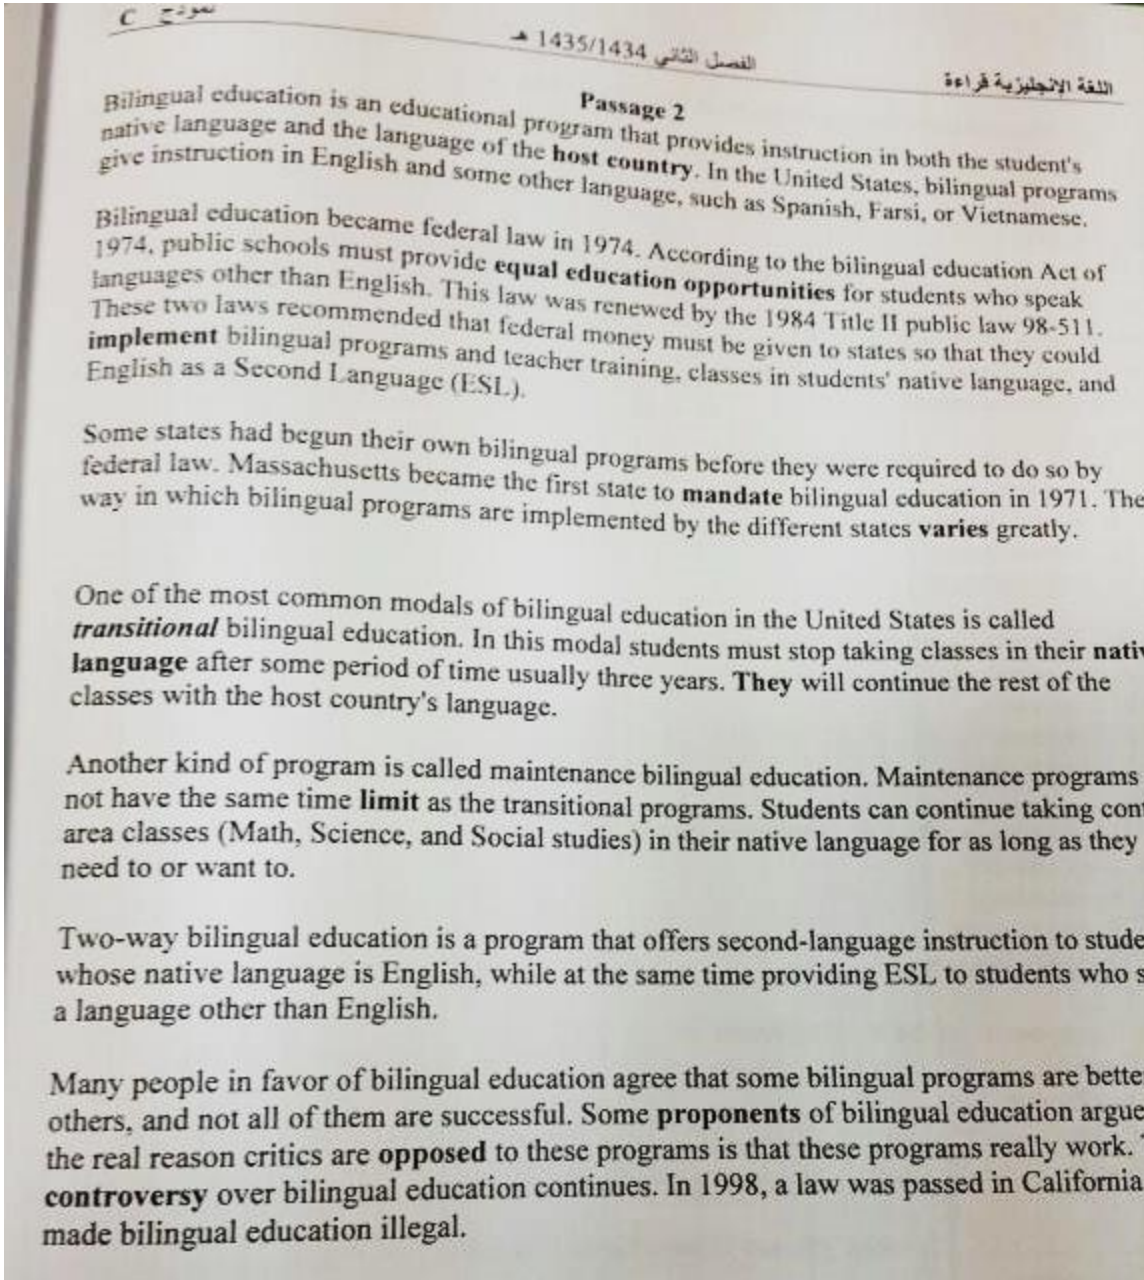 نموذج C
الفصل الثاني 1435/1434 هـ
اللغة الإنجليزية قراءة
Passage 2
Bilingual education is an educational program that provides instruction in both the student's
native language and the language of the host country. In the United States, bilingual programs
give instruction in English and some other language, such as Spanish, Farsi, or Vietnamese.
Bilingual education became federal law in 1974. According to the bilingual education Act of
1974, public schools must provide equal education opportunities for students who speak
languages other than English. This law was renewed by the 1984 Title II public law 98-511.
These two laws recommended that federal money must be given to states so that they could
implement bilingual programs and teacher training, classes in students' native language, and
English as a Second Language (ESL).
Some states had begun their own bilingual programs before they were required to do so by
federal law. Massachusetts became the first state to mandate bilingual education in 1971. The
way in which bilingual programs are implemented by the different states varies greatly.
One of the most common modals of bilingual education in the United States is called
transitional bilingual education. In this modal students must stop taking classes in their
language after some period of time usually three years. They will continue the rest of the
classes with the host country's language.
Another kind of program is called maintenance bilingual education. Maintenance programs
not have the same time limit as the transitional programs. Students can continue taking
area classes (Math, Science, and Social studies) in their native language for as long as they
need to or want to.
Two-way bilingual education is a program that offers second-language instruction to
whose native language is English, while at the same time providing ESL to students who
a language other than English.
Many people in favor of bilingual education agree that some bilingual programs are
others, and not all of them are successful. Some proponents of bilingual education
the real reason critics are opposed to these programs is that these programs really work.
controversy over bilingual education continues. In 1998, a law was passed in California
made bilingual education illegal.